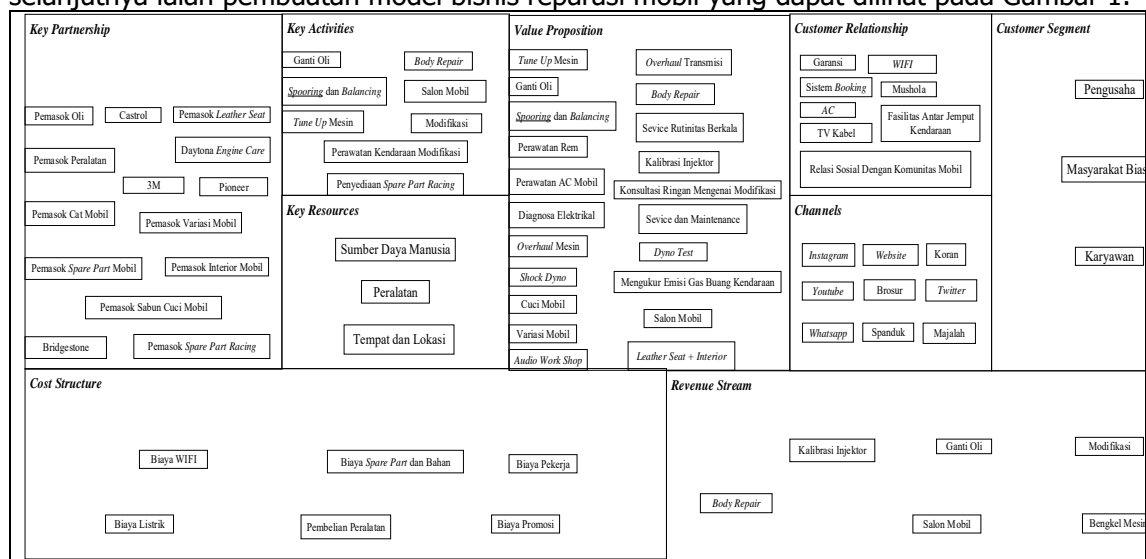 selanjutnya ialah pembuatan model bisnis reparasi mobil yang dapat dilihat pada Gambar 1.
Key Partnership
Pemasok Oli
Castrol
Pemasok Leather Seat
Daytona Engine Care
Pemasok Peralatan
3M
Pioneer
Pemasok Cat Mobil
Pemasok Variasi Mobil
Pemasok Spare Part Mobil
Pemasok Interior Mobil
Pemasok Sabun Cuci Mobil
Bridgestone
Pemasok Spare Part Racing
Key Activities
Ganti Oli
Body Repair
Spooring dan Balancing
Salon Mobil
Tune Up Mesin
Modifikasi
Perawatan Kendaraan Modifikasi
Penyediaan Spare Part Racing
Key Resources
Sumber Daya Manusia
Peralatan
Tempat dan Lokasi
Value Proposition
Tune Up Mesin
Overhaul Transmisi
Ganti Oli
Body Repair
Spooring dan Balancing
Sevice Rutinitas Berkala
Perawatan Rem
Kalibrasi Injektor
Perawatan AC Mobil
Konsultasi Ringan Mengenai Modifikasi
Diagnosa Elektrikal
Sevice dan Maintenance
Overhaul Mesin
Dyno Test
Shock Dyno
Mengukur Emisi Gas Buang Kendaraan
Cuci Mobil
Salon Mobil
Variasi Mobil
Audio Work Shop
Leather Seat + Interior
Customer Relationship
Garansi
WIFI
Sistem Booking
Mushola
AC
Fasilitas Antar Jemput
Kendaraan
TV Kabel
Relasi Sosial Dengan Komunitas Mobil
Channels
Instagram
Website
Koran
Youtube
Brosur
Twitter
Whatsapp
Spanduk
Majalah
Customer Segment
Pengusaha
Masyarakat Bias
Karyawan
Cost Structure
Biaya WIFI
Biaya Spare Part dan Bahan
Biaya Pekerja
Biaya Listrik
Pembelian Peralatan
Biaya Promosi
Revenue Stream
Kalibrasi Injektor
Ganti Oli
Modifikasi
Body Repair
Salon Mobil
Bengkel Mesin